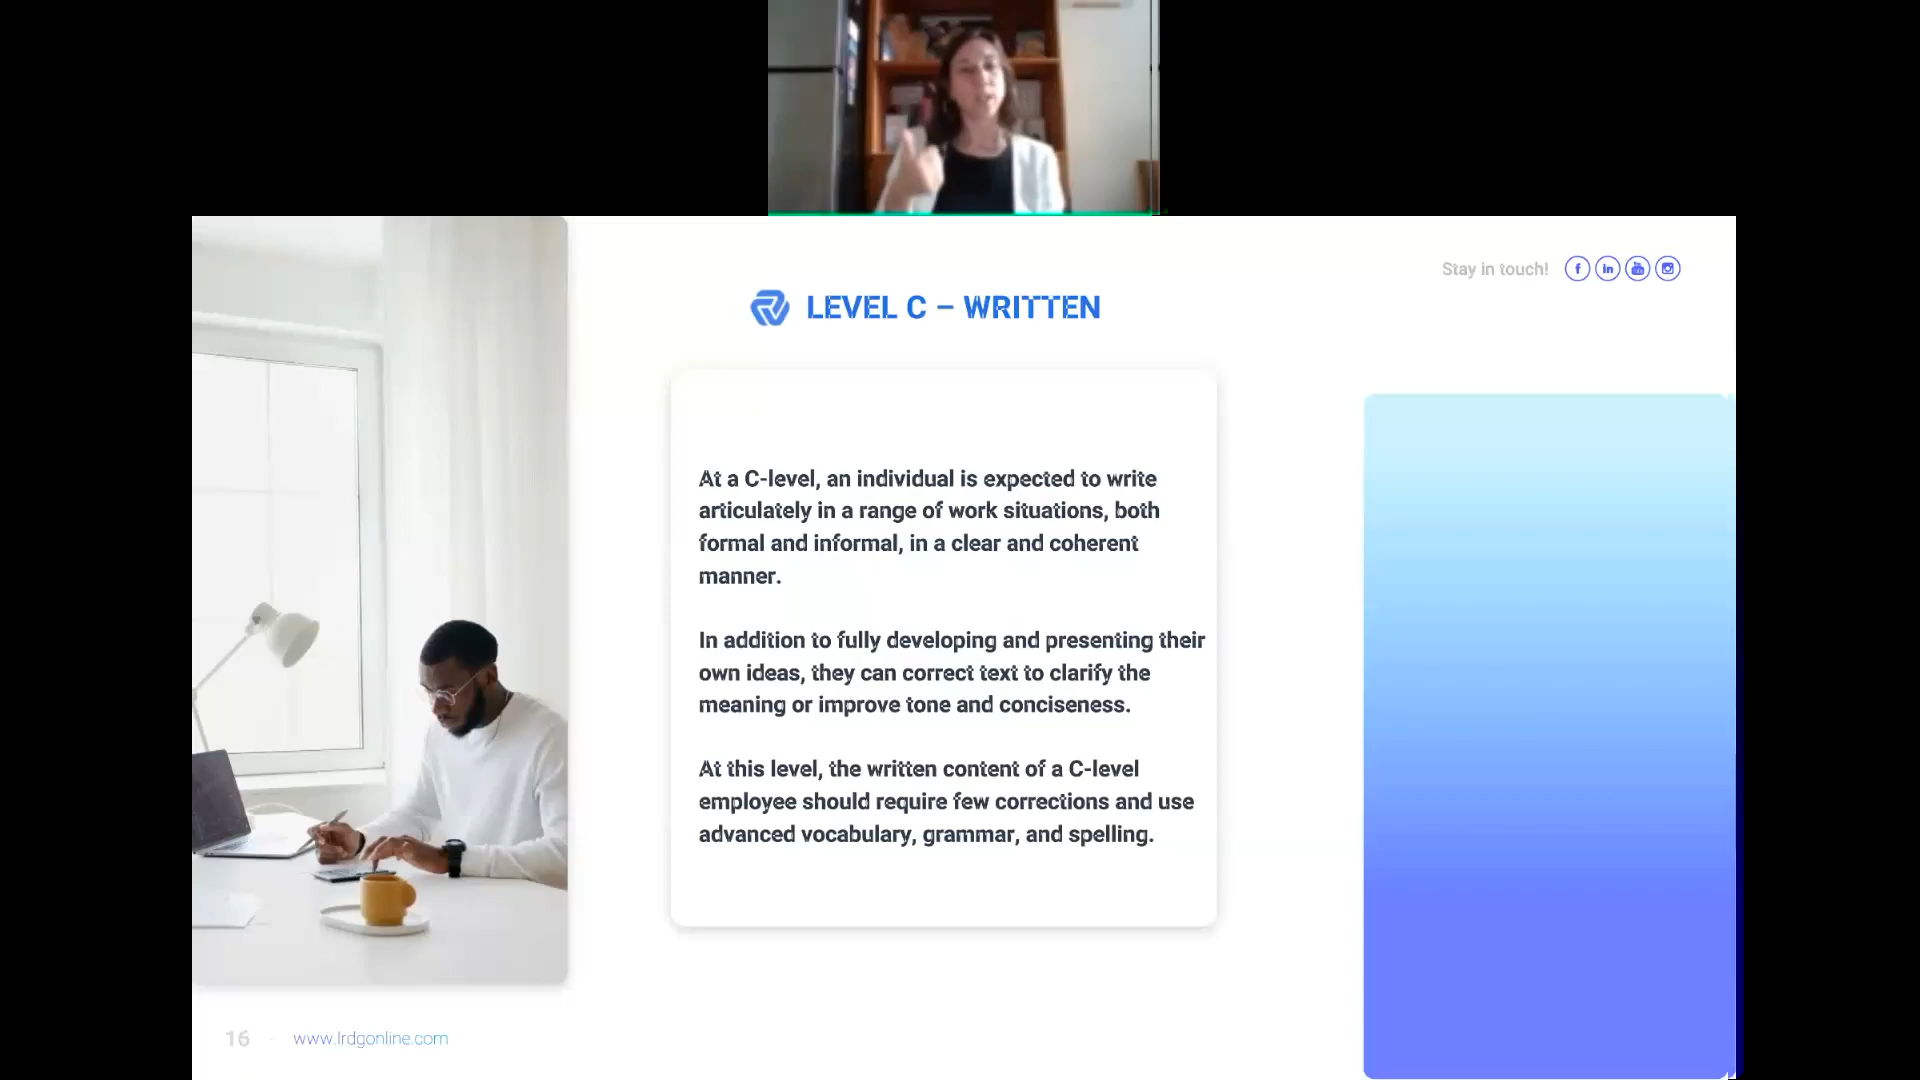 Stay in touch!
LEVEL C – WRITTEN
At a C-level, an individual is expected to write
articulately in a range of work situations, both
formal and informal, in a clear and coherent
manner.
In addition to fully developing and presenting their
own ideas, they can correct text to clarify the
meaning or improve tone and conciseness.
At this level, the written content of a C-level
employee should require few corrections and use
advanced vocabulary, grammar, and spelling.
16 - www.lrdgonline.com